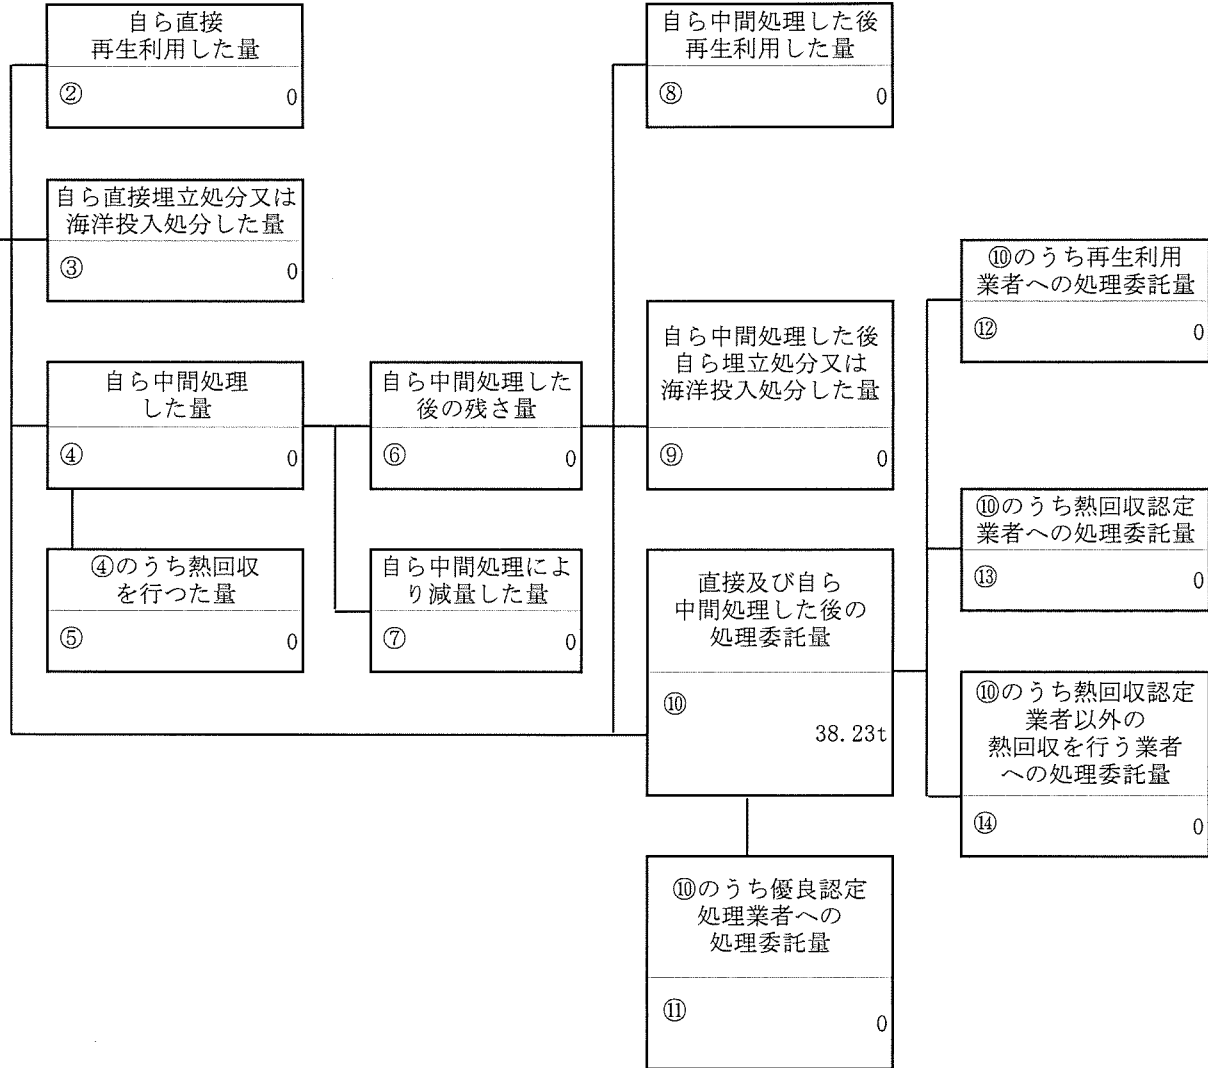 自ら直接
再生利用した量
② 0
自ら直接埋立処分又は
海洋投入処分した量
③ 0
自ら中間処理
した量
④ 0
④のうち熱回収
を行つた量
⑤ 0
自ら中間処理した
後の残さ量
⑥ 0
自ら中間処理によ
り減量した量
⑦ 0
自ら中間処理した後
再生利用した量
⑧ 0
自ら中間処理した後
自ら埋立処分又は
海洋投入処分した量
⑨ 0
直接及び自ら
中間処理した後の
処理委託量
⑩
38.23t
⑩のうち優良認定
処理業者への
処理委託量
⑪ 0
⑩のうち再生利用
業者への処理委託量
⑫ 0
⑩のうち熱回収認定
業者への処理委託量
⑬ 0
⑩のうち熱回収認定
業者以外の
熱回収を行う業者
への処理委託量
⑭ 0